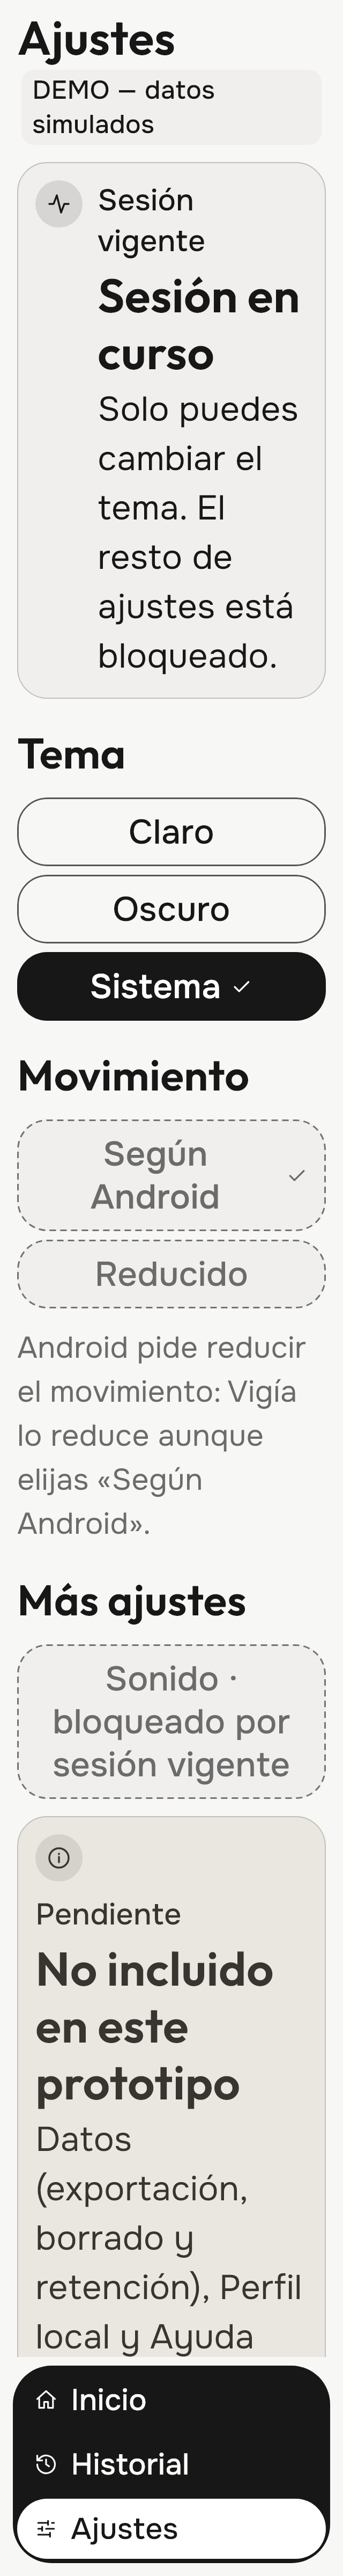 Ajustes
DEMO — datos
simulados
Sesión
vigente
Sesión en
curso
Solo puedes
cambiar el
tema. El
resto de
ajustes está
bloqueado.
Tema
Claro
Oscuro
Sistema
Movimiento
Según
Android
Reducido
Android pide reducir
el movimiento: Vigía
lo reduce aunque
elijas «Según
Android».
Más ajustes
Sonido ·
bloqueado por
sesión vigente
Pendiente
No incluido
en este
prototipo
Datos
(exportación,
borrado y
retención), Perfil
local y Ayuda
Inicio
Historial
Ajustes